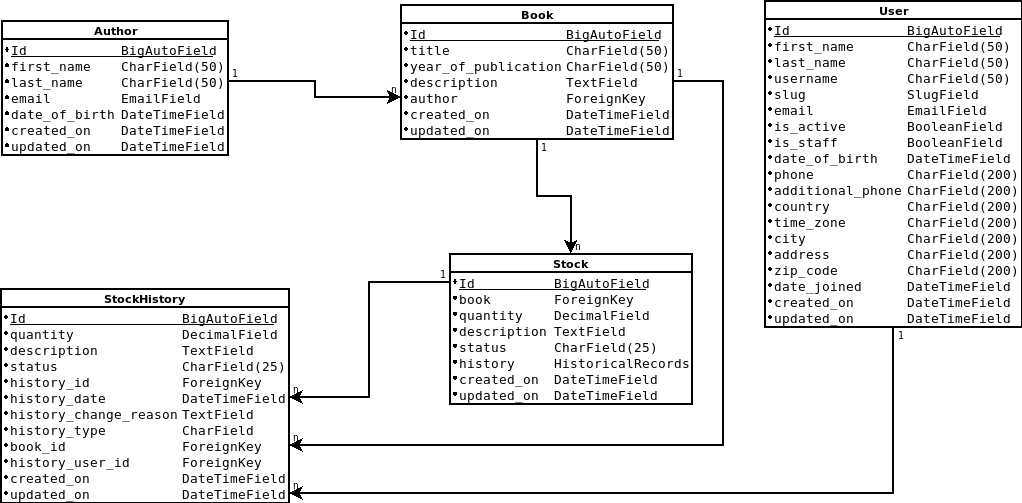 Author
Id BigAutoField
first_name CharField(50)
last_name CharField(50)
email EmailField
date_of_birth DateTimeField
created_on DateTimeField
updated_on DateTimeField
1
n
Book
Id BigAutoField
title CharField(50)
year_of_publication CharField(50)
description TextField
author ForeignKey
created_on DateTimeField
updated_on DateTimeField
1
1
n
User
Id BigAutoField
first_name CharField(50)
last_name CharField(50)
username CharField(50)
slug SlugField
email EmailField
is_active BooleanField
is_staff BooleanField
date_of_birth DateTimeField
phone CharField(200)
additional_phone CharField(200)
country CharField(200)
time_zone CharField(200)
city CharField(200)
address CharField(200)
zip_code CharField(200)
date_joined DateTimeField
created_on DateTimeField
updated_on DateTimeField
1
Stock
Id BigAutoField
book ForeignKey
quantity DecimalField
description TextField
status CharField(25)
history HistoricalRecords
created_on DateTimeField
updated_on DateTimeField
1
StockHistory
Id BigAutoField
quantity DecimalField
description TextField
status CharField(25)
history_id ForeignKey
history_date DateTimeField
history_change_reason TextField
history_type CharField
book_id ForeignKey
history_user_id ForeignKey
created_on DateTimeField
updated_on DateTimeField
n
n
n